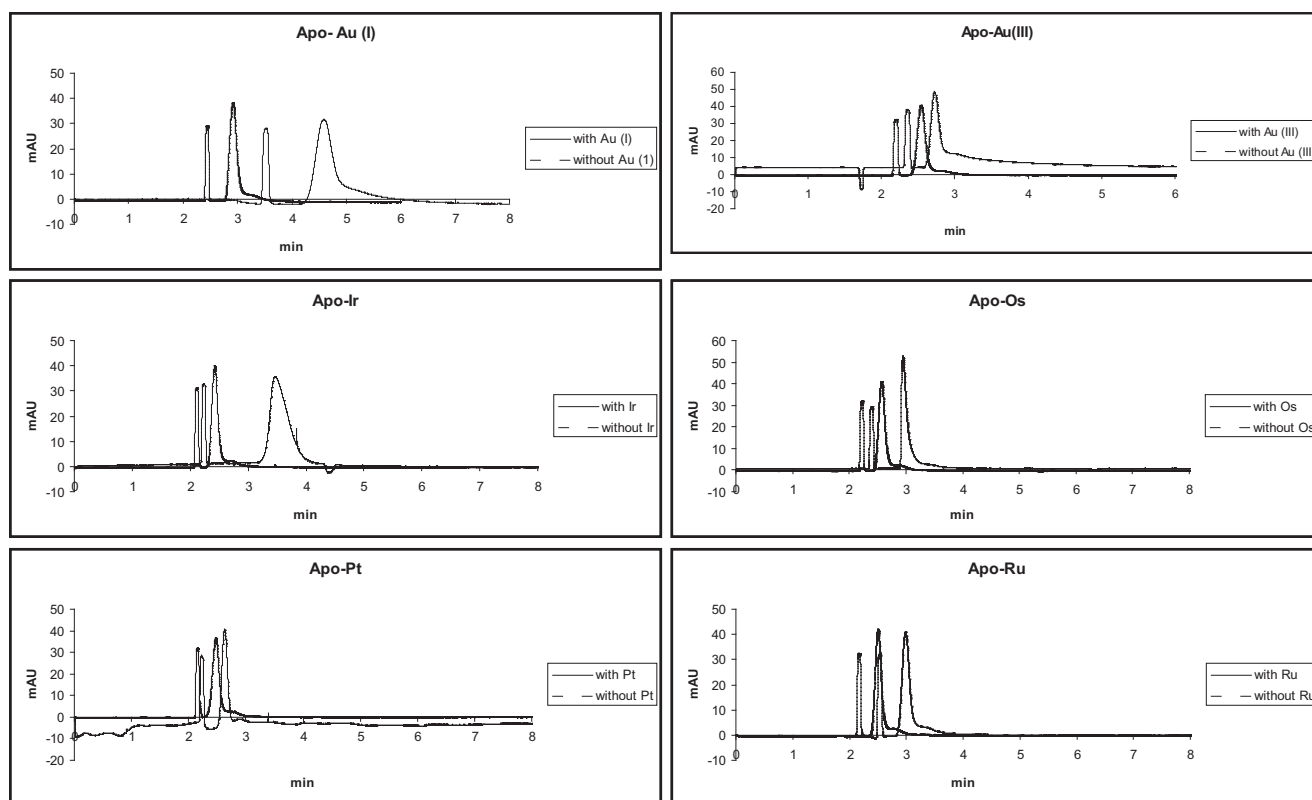 Apo- Au (I)
50
40
30
20
10
0
-10
mAU
0 1 2 3 4 5 6 7 8
min
with Au (I)
without Au (1)
Apo-Au(III)
60
50
40
30
20
10
0
-10
-20
mAU
0 1 2 3 4 5 6
min
with Au (III)
without Au (III
Apo-Ir
50
40
30
20
10
0
-10
mAU
0 1 2 3 4 5 6 7 8
min
with Ir
without Ir
Apo-Os
60
50
40
30
20
10
0
-10
mAU
0 1 2 3 4 5 6 7 8
min
with Os
without Os
Apo-Pt
50
40
30
20
10
0
-10
-20
mAU
0 1 2 3 4 5 6 7 8
min
with Pt
without Pt
Apo-Ru
50
40
30
20
10
0
-10
mAU
0 1 2 3 4 5 6 7 8
min
with Ru
without Ru